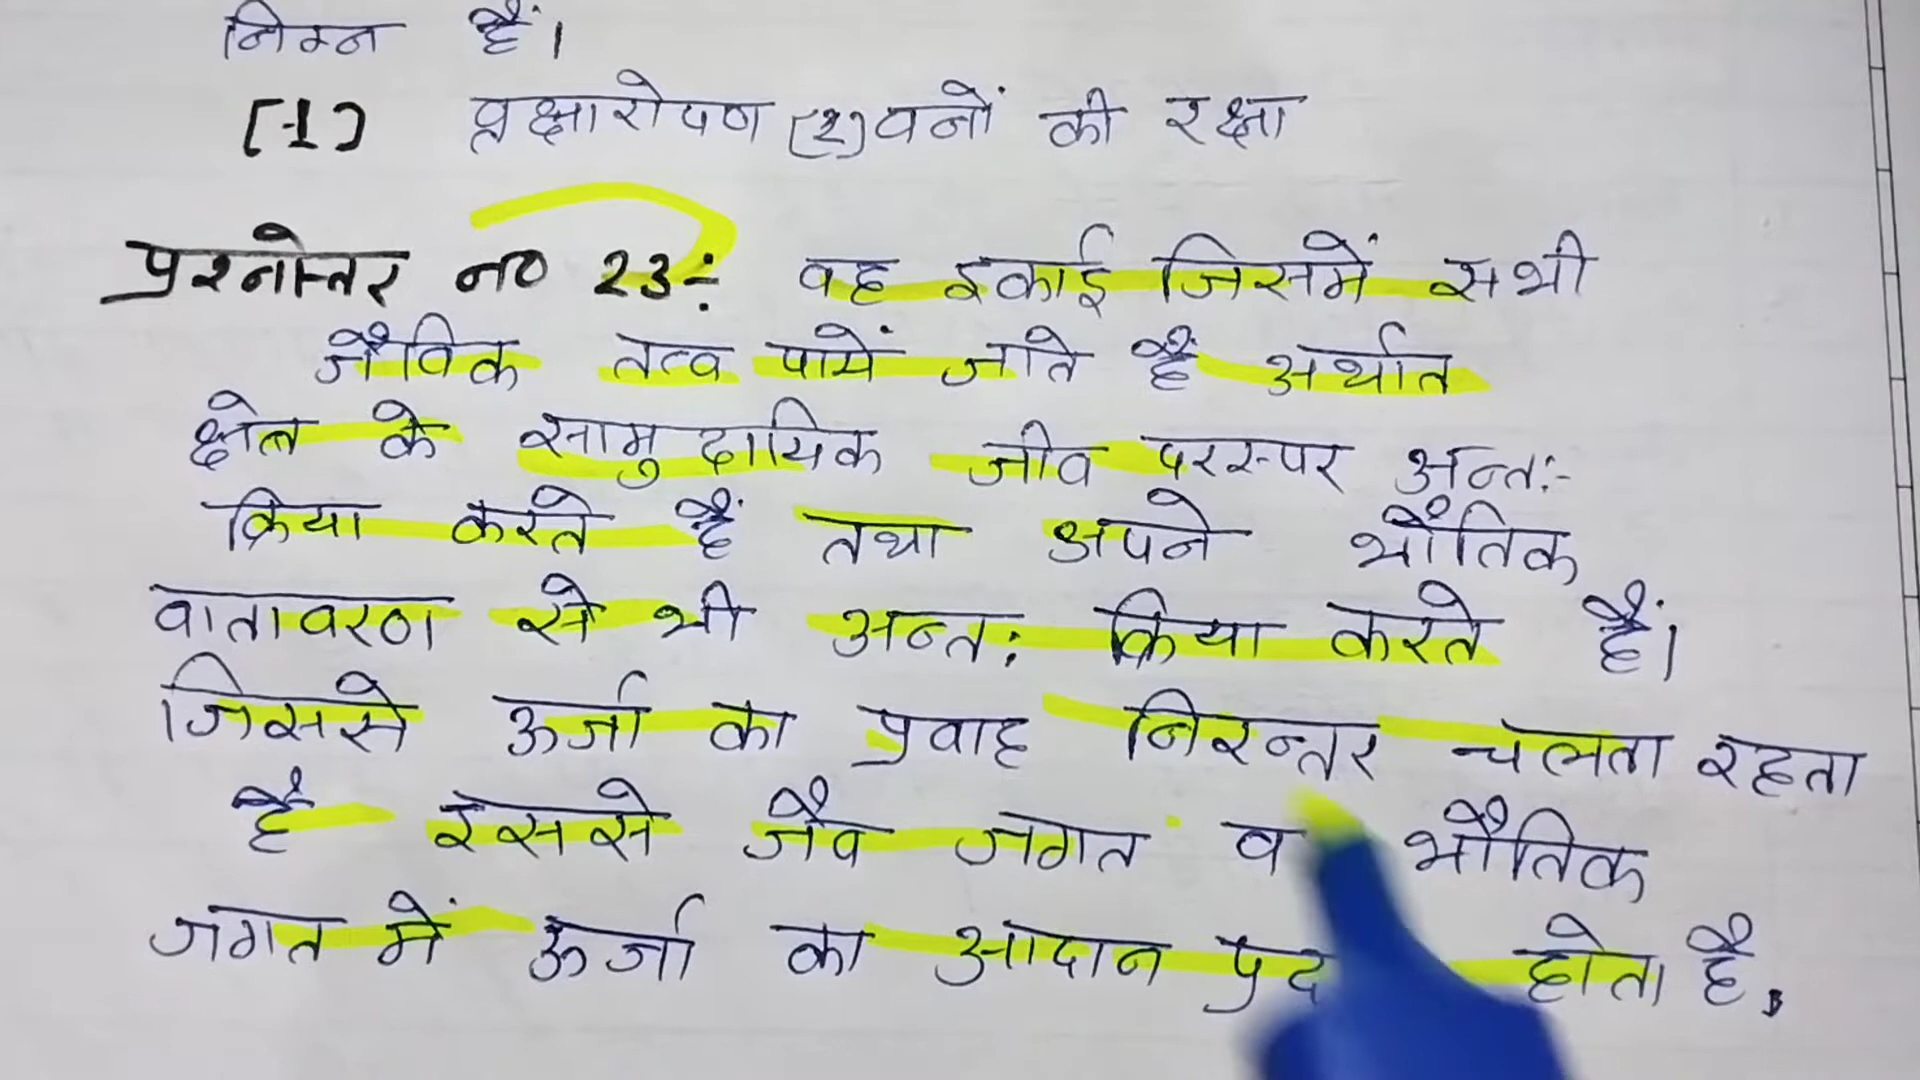 निम्न हैं।
(1) वृक्षारोपण (2) वनों की रक्षा
प्रश्नोत्तर न० 23:- वह इकाई जिसमें सभी
जैविक तत्व पायें जाते हैं अर्थात
क्षेत्र के सामुदायिक जीव परस्पर अन्त:-
क्रिया करते हैं तथा अपने भौतिक
वातावरण से भी अन्त: क्रिया करते हैं।
जिससे ऊर्जा का प्रवाह निरन्तर चलता रहता
है इससे जैव जगत व भौतिक
जगत में ऊर्जा का आदान प्रद होता है.